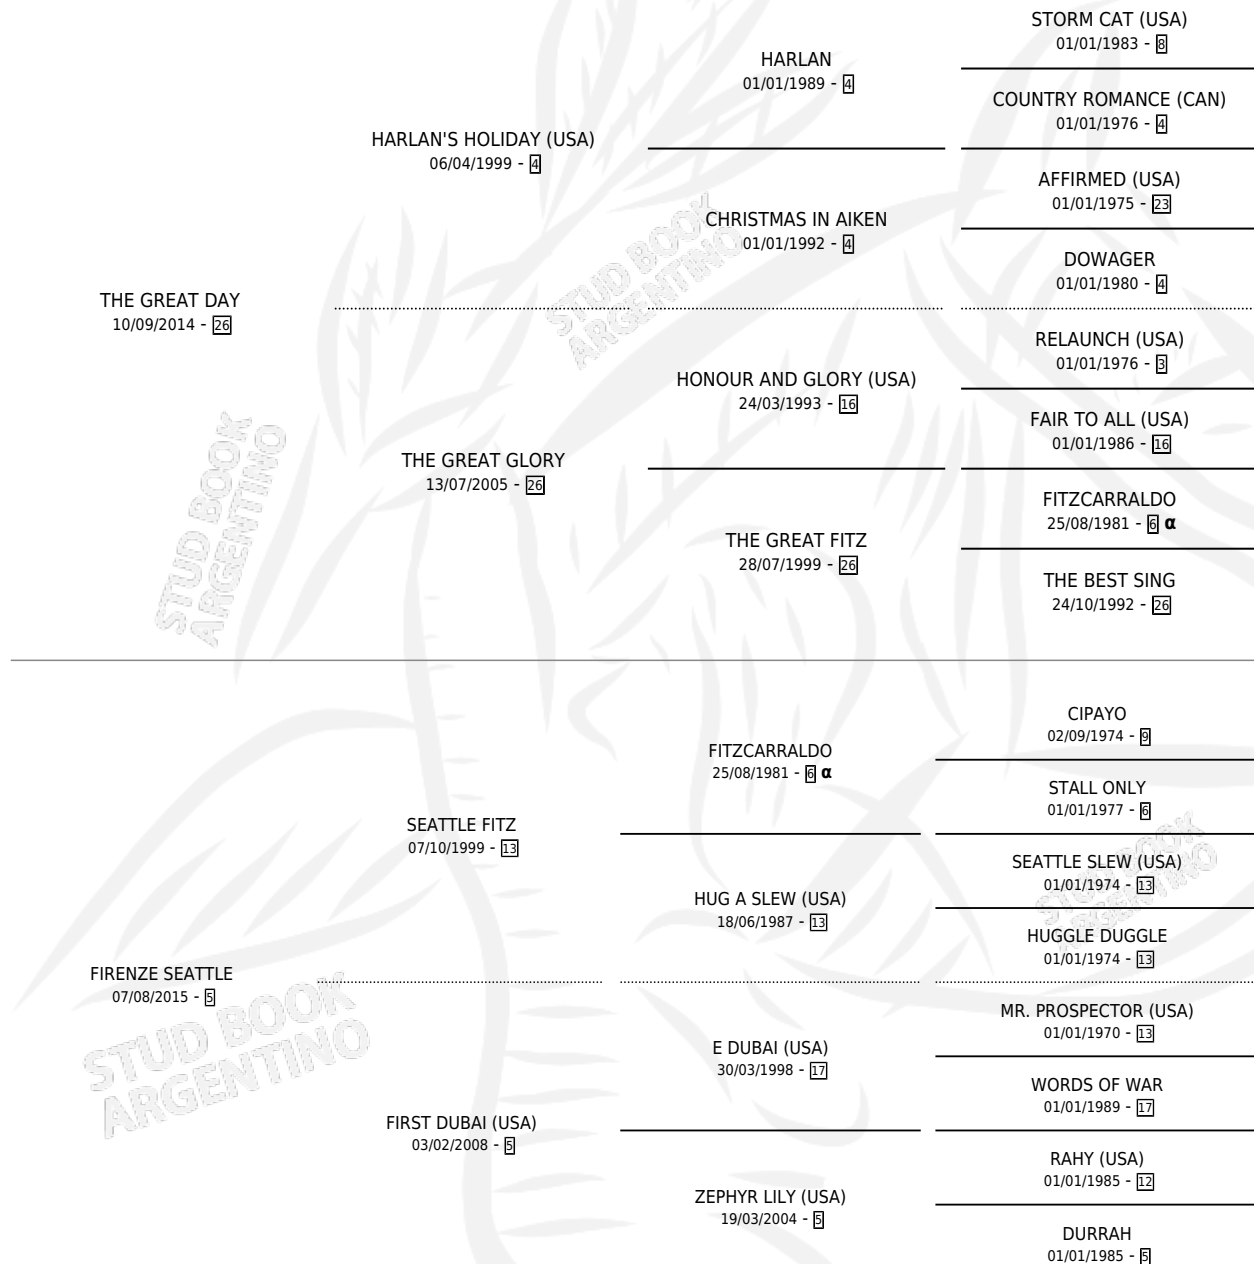 STORM CAT (USA)
01/01/1983 - 8
HARLAN
01/01/1989 - 4
COUNTRY ROMANCE (CAN)
01/01/1976 - 4
HARLAN'S HOLIDAY (USA)
06/04/1999 - 4
AFFIRMED (USA)
01/01/1975 - 23
CHRISTMAS IN AIKEN
01/01/1992 - 4
DOWAGER
01/01/1980 - 4
THE GREAT DAY
10/09/2014 - 26
RELAUNCH (USA)
01/01/1976 - 3
HONOUR AND GLORY (USA)
24/03/1993 - 16
FAIR TO ALL (USA)
01/01/1986 - 16
THE GREAT GLORY
13/07/2005 - 26
FITZCARRALDO
25/08/1981 - 6 α
THE GREAT FITZ
28/07/1999 - 26
THE BEST SING
24/10/1992 - 26
CIPAYO
02/09/1974 - 9
FITZCARRALDO
25/08/1981 - 6 α
STALL ONLY
01/01/1977 - 6
SEATTLE FITZ
07/10/1999 - 13
SEATTLE SLEW (USA)
01/01/1974 - 13
HUG A SLEW (USA)
18/06/1987 - 13
HUGGLE DUGGLE
01/01/1974 - 13
FIRENZE SEATTLE
07/08/2015 - 5
MR. PROSPECTOR (USA)
01/01/1970 - 13
E DUBAI (USA)
30/03/1998 - 17
WORDS OF WAR
01/01/1989 - 17
FIRST DUBAI (USA)
03/02/2008 - 5
RAHY (USA)
01/01/1985 - 12
ZEPHYR LILY (USA)
19/03/2004 - 5
DURRAH
01/01/1985 - 5
STUD BOOK
ARGENTINO
STUD BOOK
ARGENTINO
STUD BOOK
ARGENTINO
STUD BOOK
ARGENTINO